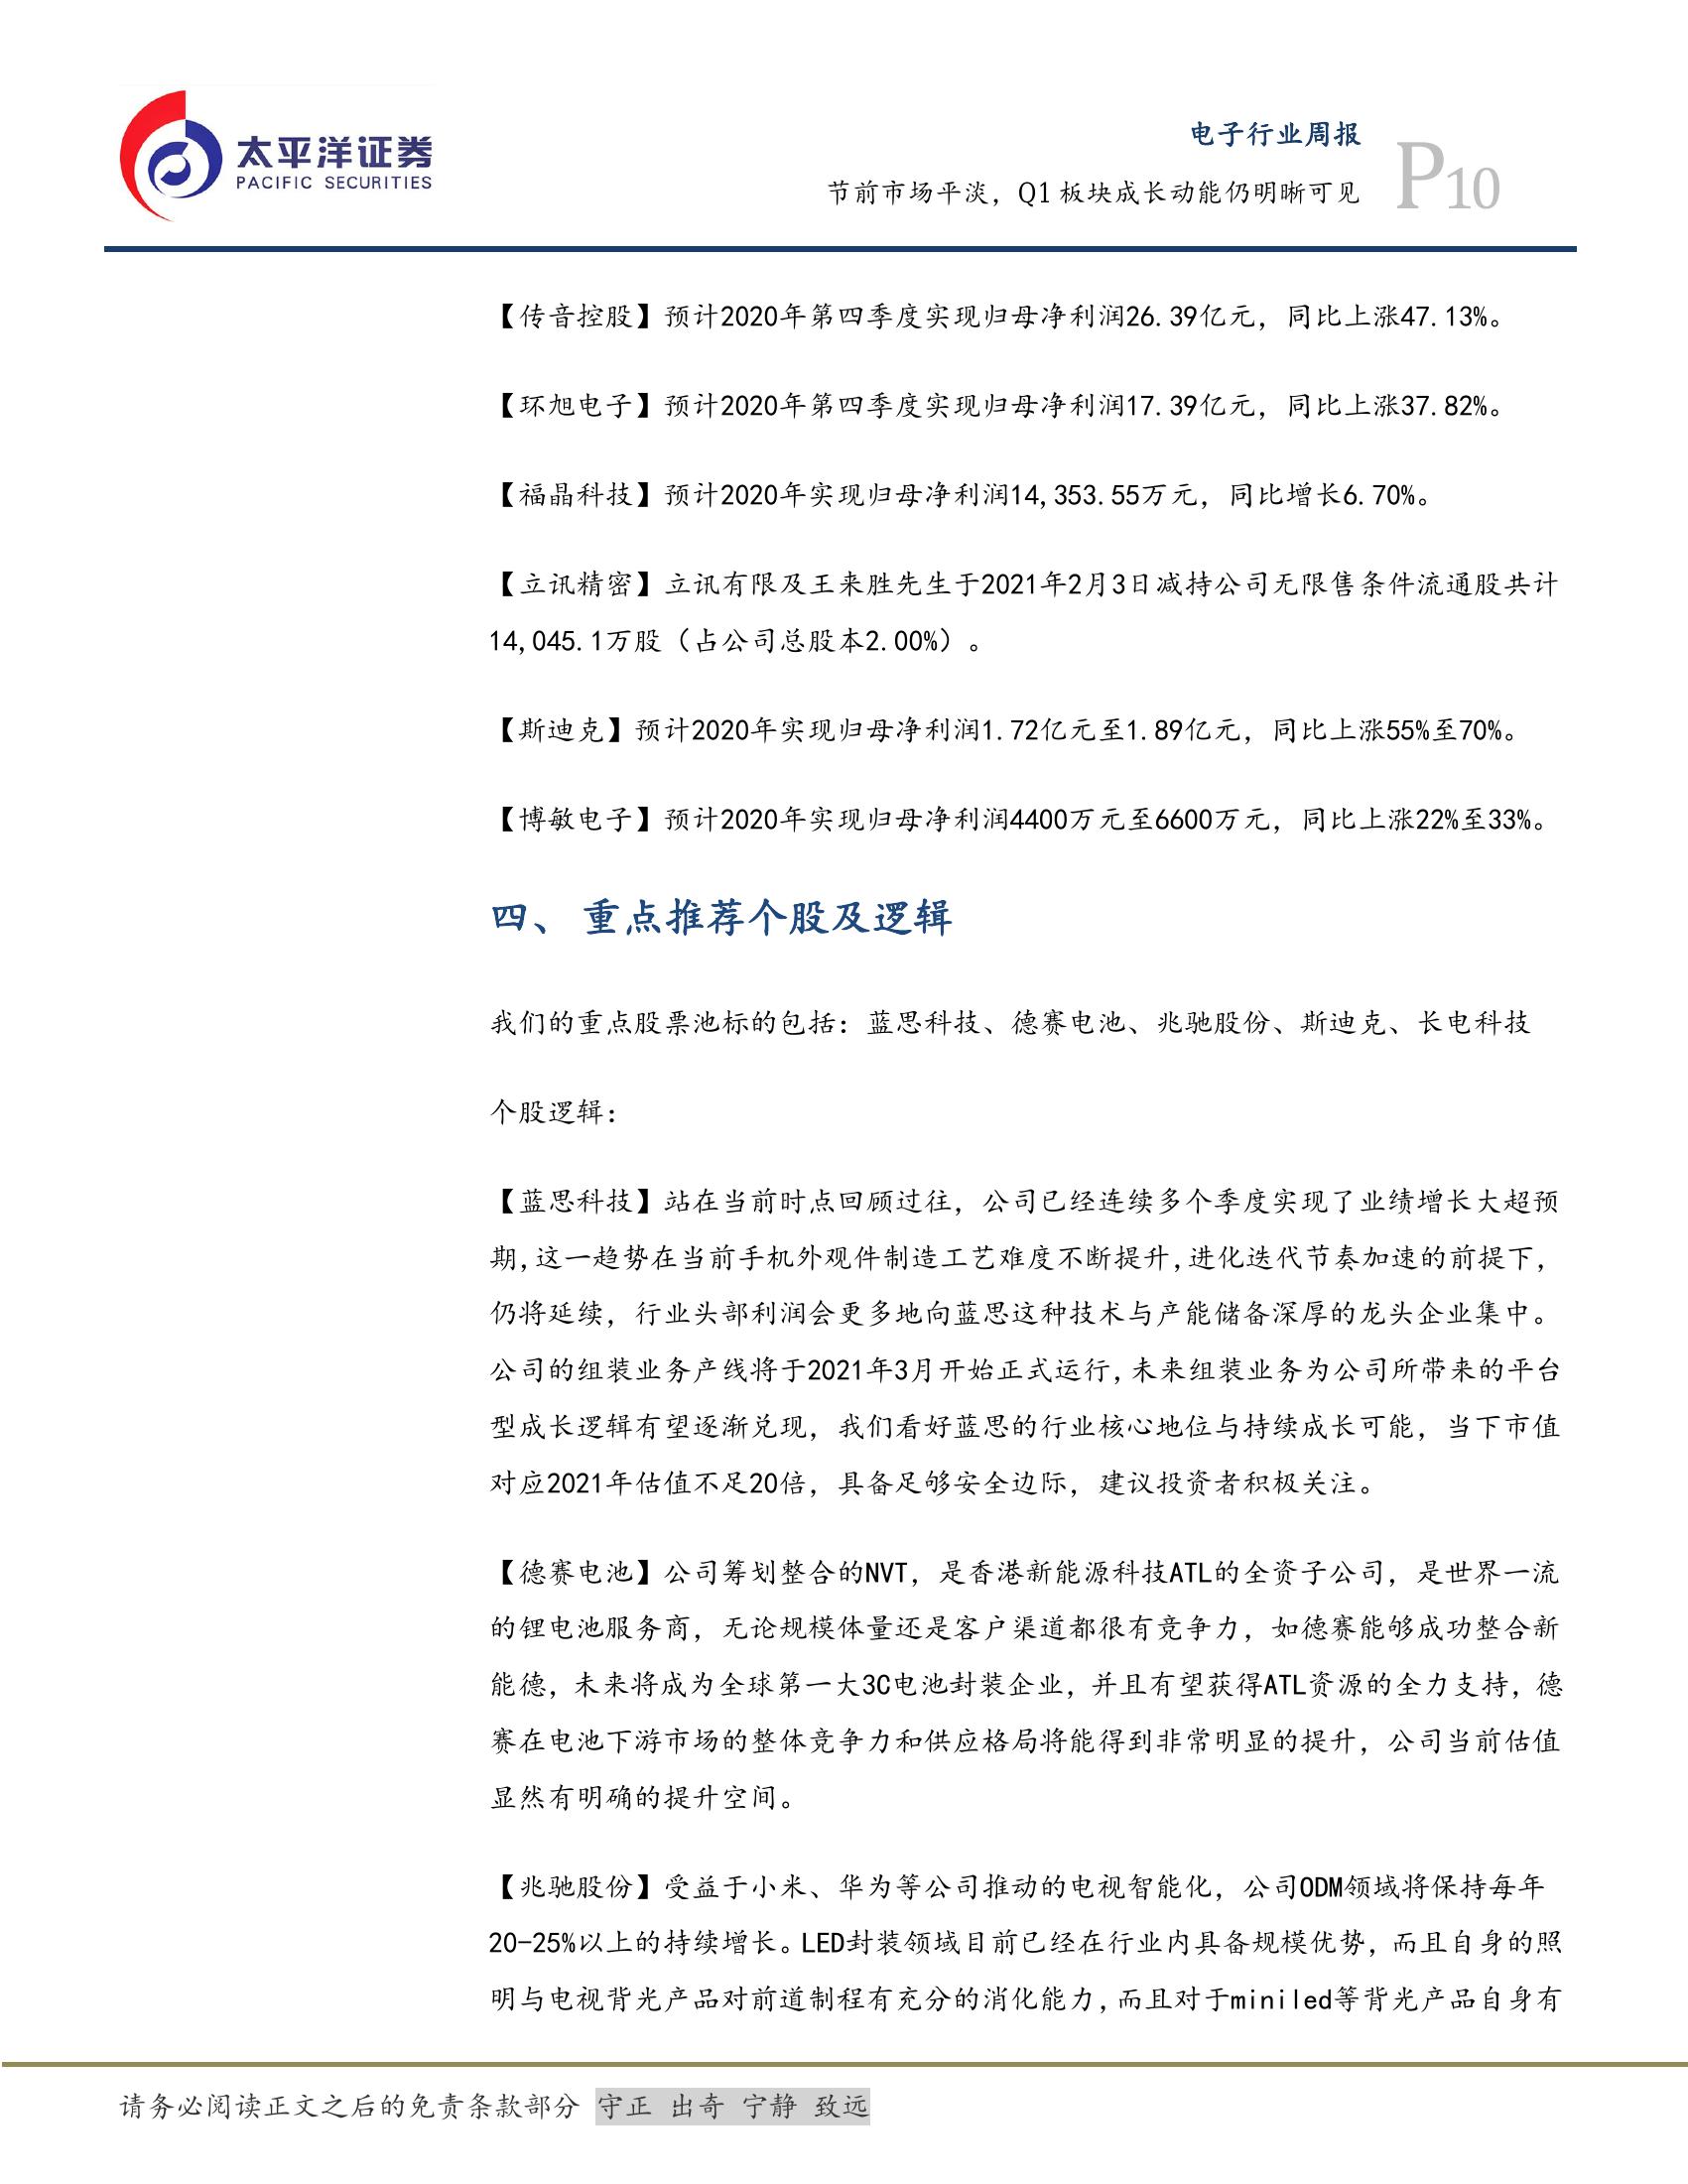 太平洋证券
PACIFIC SECURITIES
电子行业周报
节前市场平淡，Q1 板块成长动能仍明晰可见
P10
【传音控股】预计2020年第四季度实现归母净利润26.39亿元，同比上涨47.13%。
【环旭电子】预计2020年第四季度实现归母净利润17.39亿元，同比上涨37.82%。
【福晶科技】预计2020年实现归母净利润14,353.55万元，同比增长6.70%。
【立讯精密】立讯有限及王来胜先生于2021年2月3日减持公司无限售条件流通股共计
14,045.1万股（占公司总股本2.00%）。
【斯迪克】预计2020年实现归母净利润1.72亿元至1.89亿元，同比上涨55%至70%。
【博敏电子】预计2020年实现归母净利润4400万元至6600万元，同比上涨22%至33%。
四、 重点推荐个股及逻辑
我们的重点股票池标的包括：蓝思科技、德赛电池、兆驰股份、斯迪克、长电科技
个股逻辑：
【蓝思科技】站在当前时点回顾过往，公司已经连续多个季度实现了业绩增长大超预
期,这一趋势在当前手机外观件制造工艺难度不断提升,进化迭代节奏加速的前提下，
仍将延续，行业头部利润会更多地向蓝思这种技术与产能储备深厚的龙头企业集中。
公司的组装业务产线将于2021年3月开始正式运行,未来组装业务为公司所带来的平台
型成长逻辑有望逐渐兑现，我们看好蓝思的行业核心地位与持续成长可能，当下市值
对应2021年估值不足20倍，具备足够安全边际，建议投资者积极关注。
【德赛电池】公司筹划整合的NVT，是香港新能源科技ATL的全资子公司，是世界一流
的锂电池服务商，无论规模体量还是客户渠道都很有竞争力，如德赛能够成功整合新
能德，未来将成为全球第一大3C电池封装企业，并且有望获得ATL资源的全力支持，德
赛在电池下游市场的整体竞争力和供应格局将能得到非常明显的提升，公司当前估值
显然有明确的提升空间。
【兆驰股份】受益于小米、华为等公司推动的电视智能化，公司ODM领域将保持每年
20-25%以上的持续增长。LED封装领域目前已经在行业内具备规模优势，而且自身的照
明与电视背光产品对前道制程有充分的消化能力,而且对于miniled等背光产品自身有
请务必阅读正文之后的免责条款部分 守正 出奇 宁静 致远